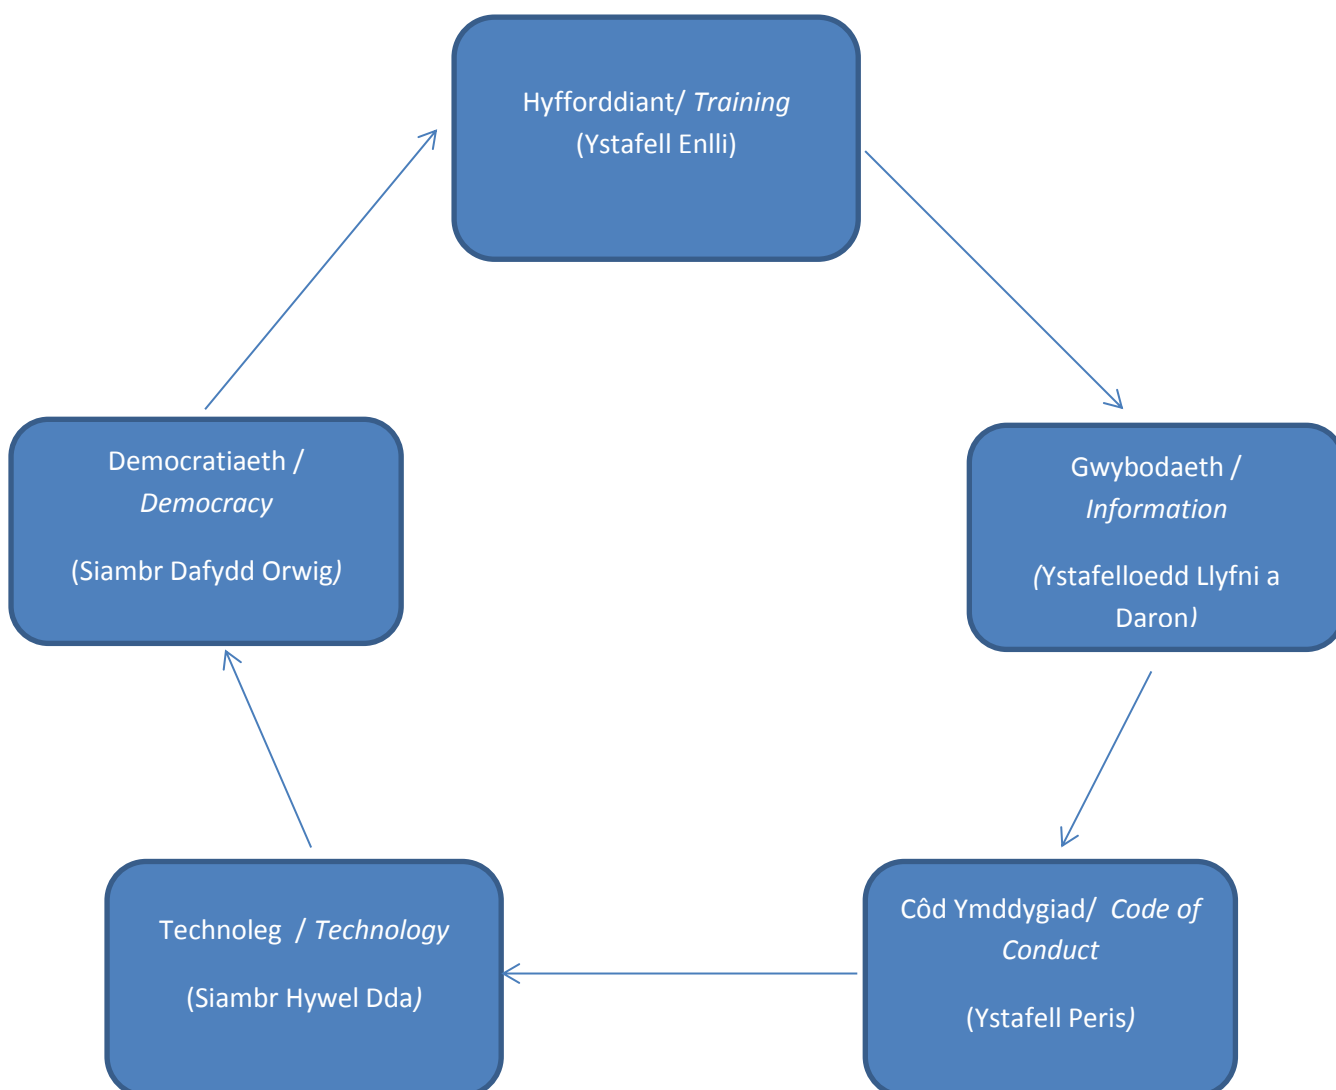 Hyfforddiant/ Training
(Ystafell Enlli)
Democratiaeth /
Democracy
(Siambr Dafydd Orwig)
Gwybodaeth /
Information
(Ystafelloedd Llyfni a
Daron)
Technoleg / Technology
(Siambr Hywel Dda)
Côd Ymddygiad/ Code of
Conduct
(Ystafell Peris)